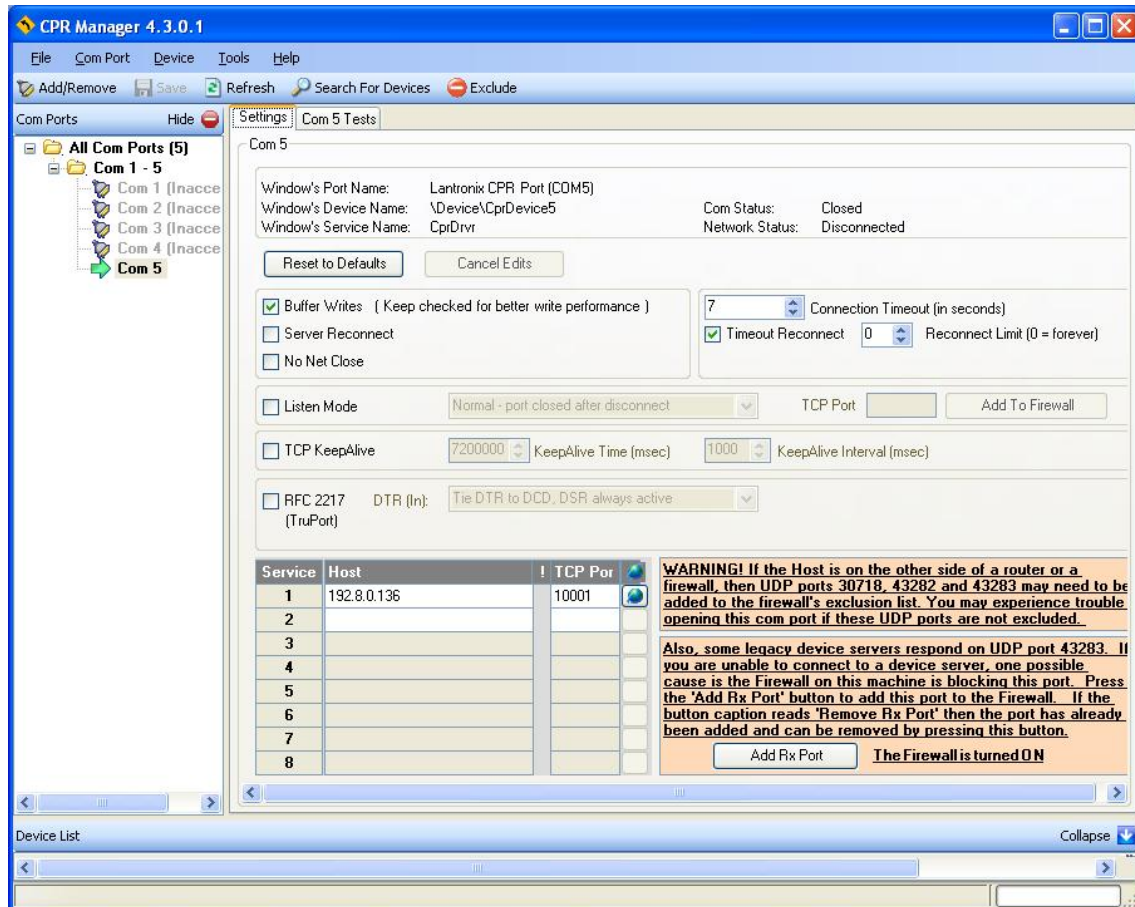 CPR Manager 4.3.0.1
File Com Port Device Tools Help
Add/Remove Save Refresh Search For Devices Exclude
Com Ports Hide
Settings Com 5 Tests
All Com Ports (5)
Com 1 - 5
Com 1 (Inacce
Com 2 (Inacce
Com 3 (Inacce
Com 4 (Inacce
Com 5
Com 5
Window's Port Name: Lantronix CPR Port (COM5)
Window's Device Name: \Device\CprDevice5 Com Status: Closed
Window's Service Name: CprDrvr Network Status: Disconnected
Reset to Defaults Cancel Edits
Buffer Writes ( Keep checked for better write performance )
Server Reconnect
No Net Close
7 Connection Timeout (in seconds)
Timeout Reconnect 0 Reconnect Limit (0 = forever)
Listen Mode Normal - port closed after disconnect TCP Port Add To Firewall
TCP KeepAlive 7200000 KeepAlive Time (msec) 1000 KeepAlive Interval (msec)
RFC 2217 DTR (In): Tie DTR to DCD, DSR always active
(TruPort)
Service Host ! TCP Por
1 192.8.0.136 10001
2
3
4
5
6
7
8
WARNING! If the Host is on the other side of a router or a
firewall, then UDP ports 30718, 43282 and 43283 may need to be
added to the firewall's exclusion list. You may experience trouble
opening this com port if these UDP ports are not excluded.
Also, some legacy device servers respond on UDP port 43283. If
you are unable to connect to a device server, one possible
cause is the Firewall on this machine is blocking this port. Press
the 'Add Rx Port' button to add this port to the Firewall. If the
button caption reads 'Remove Rx Port' then the port has already
been added and can be removed by pressing this button.
Add Rx Port The Firewall is turned ON
Device List Collapse